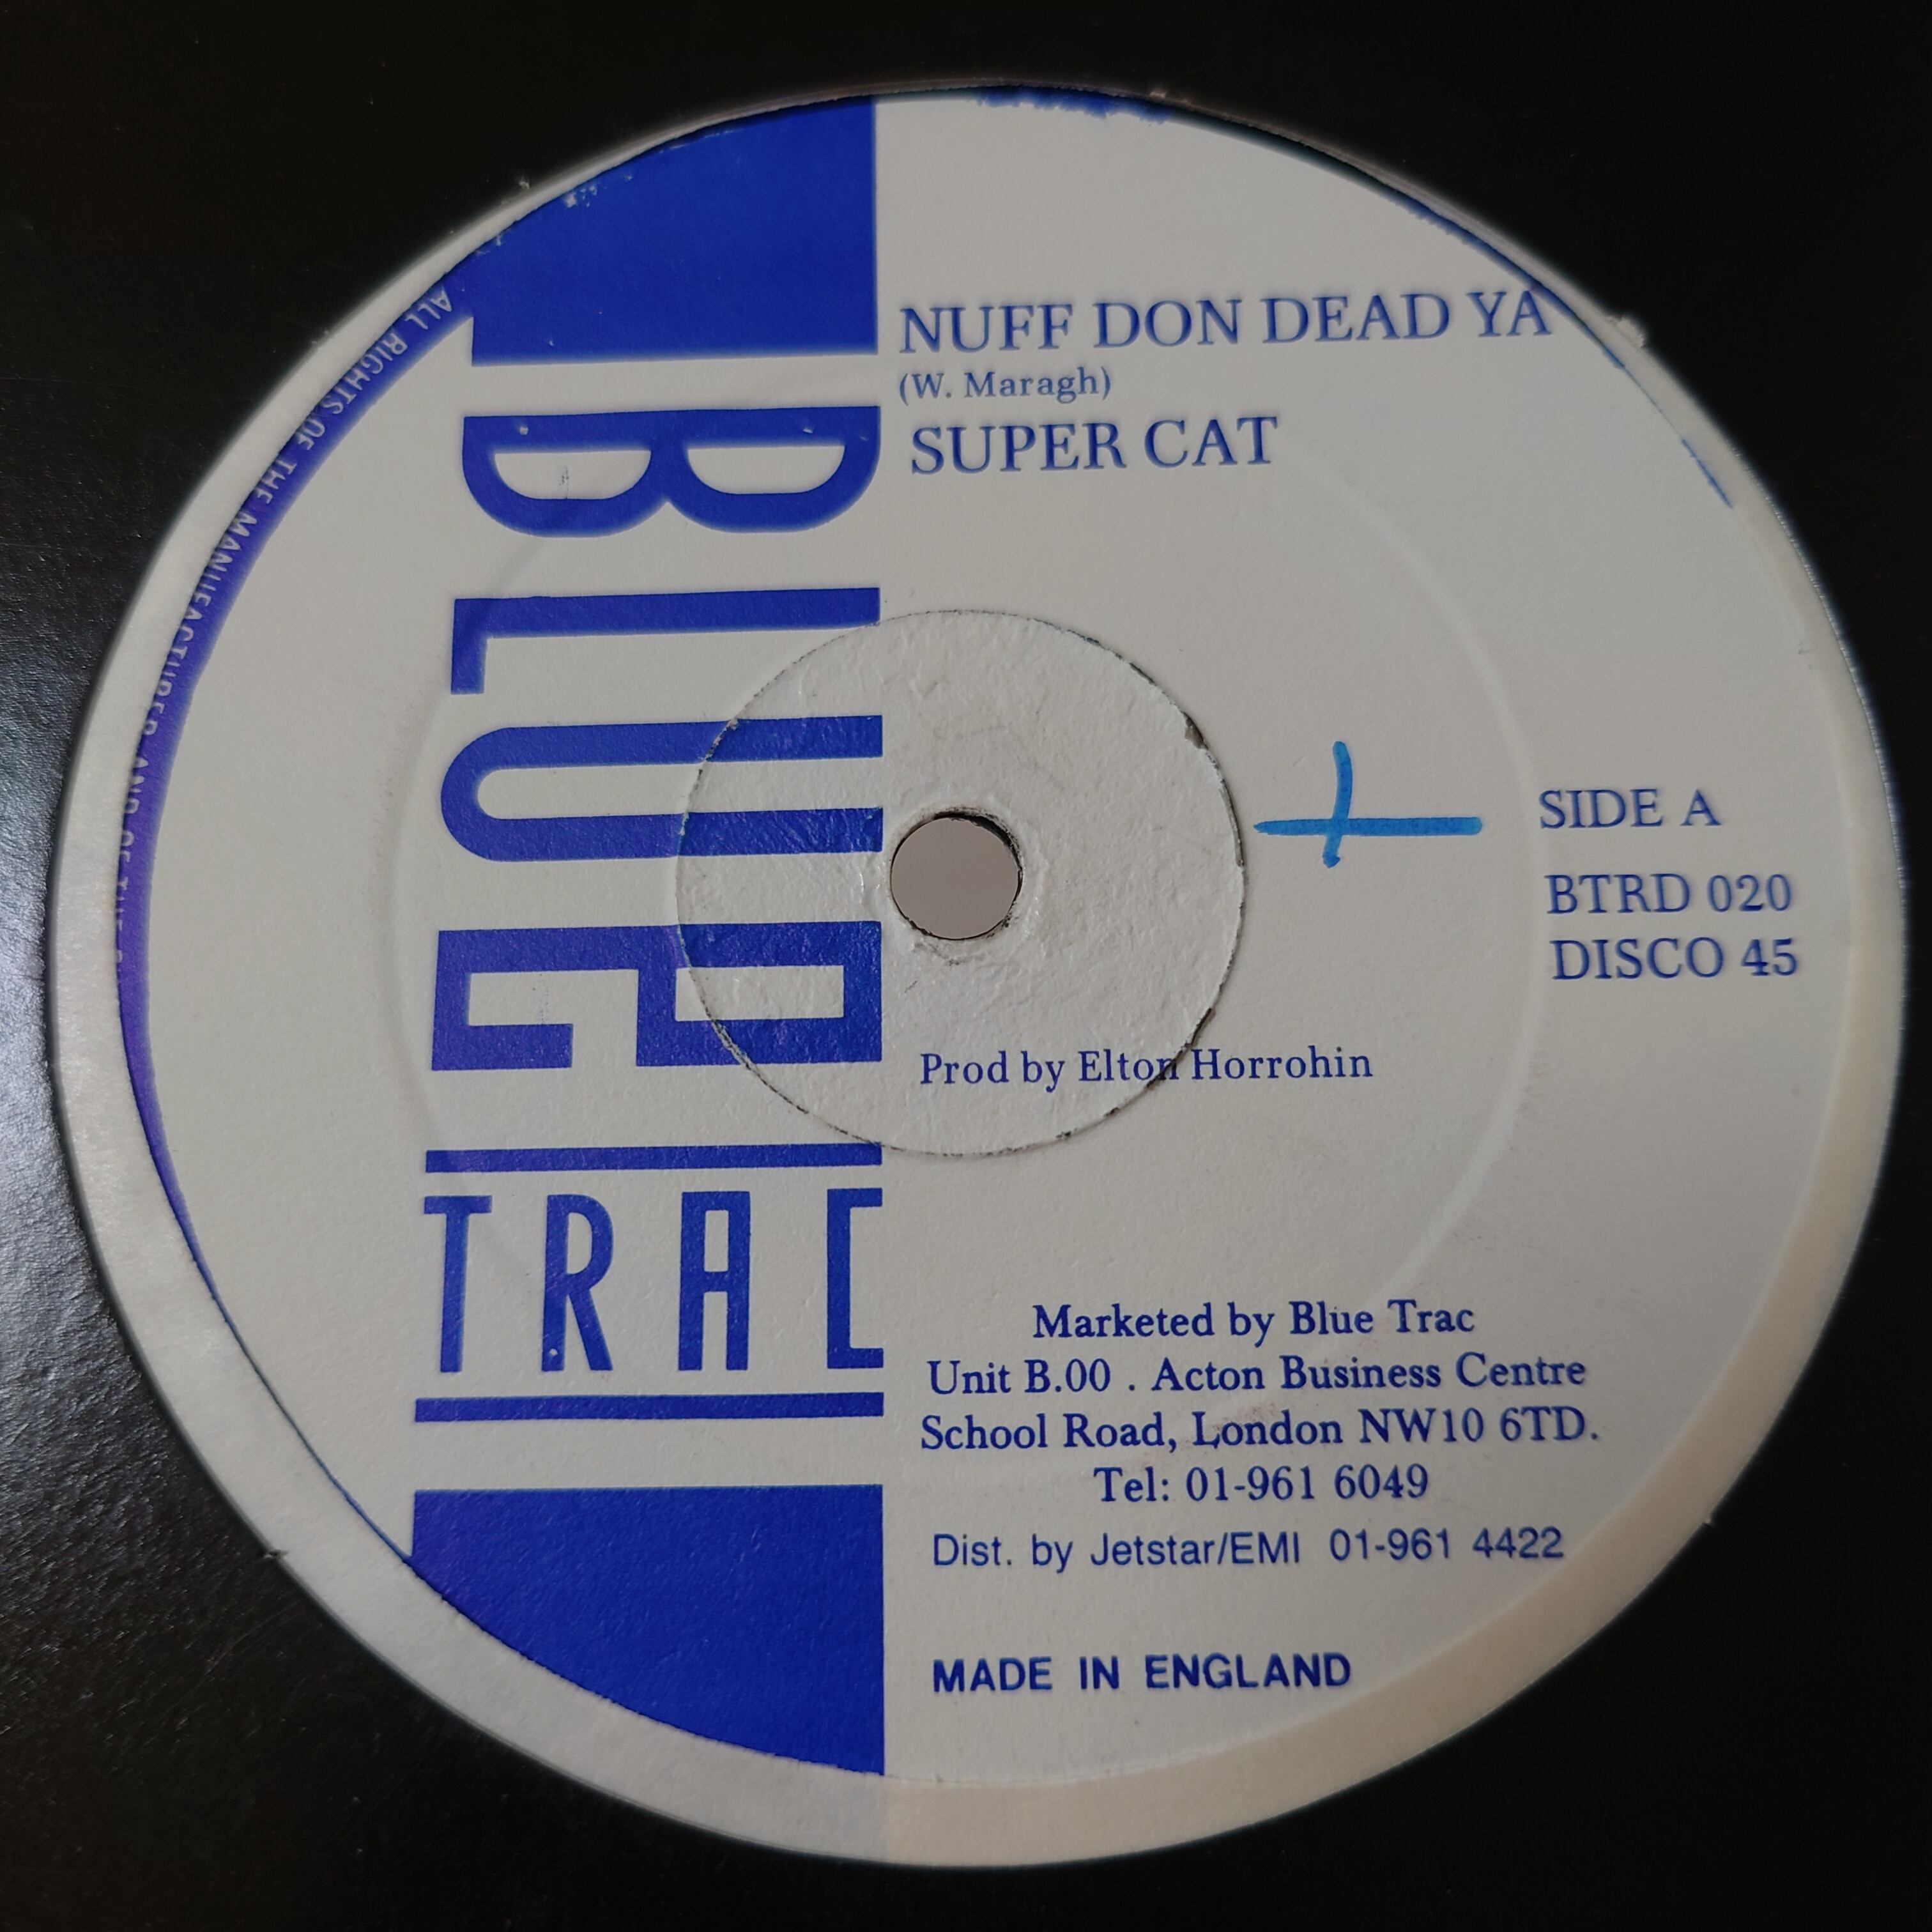 ALL RIGHTS OF THE MANUFACTURER AND OF THE
BLUE
TRAC
NUFF DON DEAD YA
(W. Maragh)
SUPER CAT
SIDE A
BTRD 020
DISCO 45
Prod by Elton Horrohin
Marketed by Blue Trac
Unit B.00 . Acton Business Centre
School Road, London NW10 6TD.
Tel: 01-961 6049
Dist. by Jetstar/EMI 01-961 4422
MADE IN ENGLAND